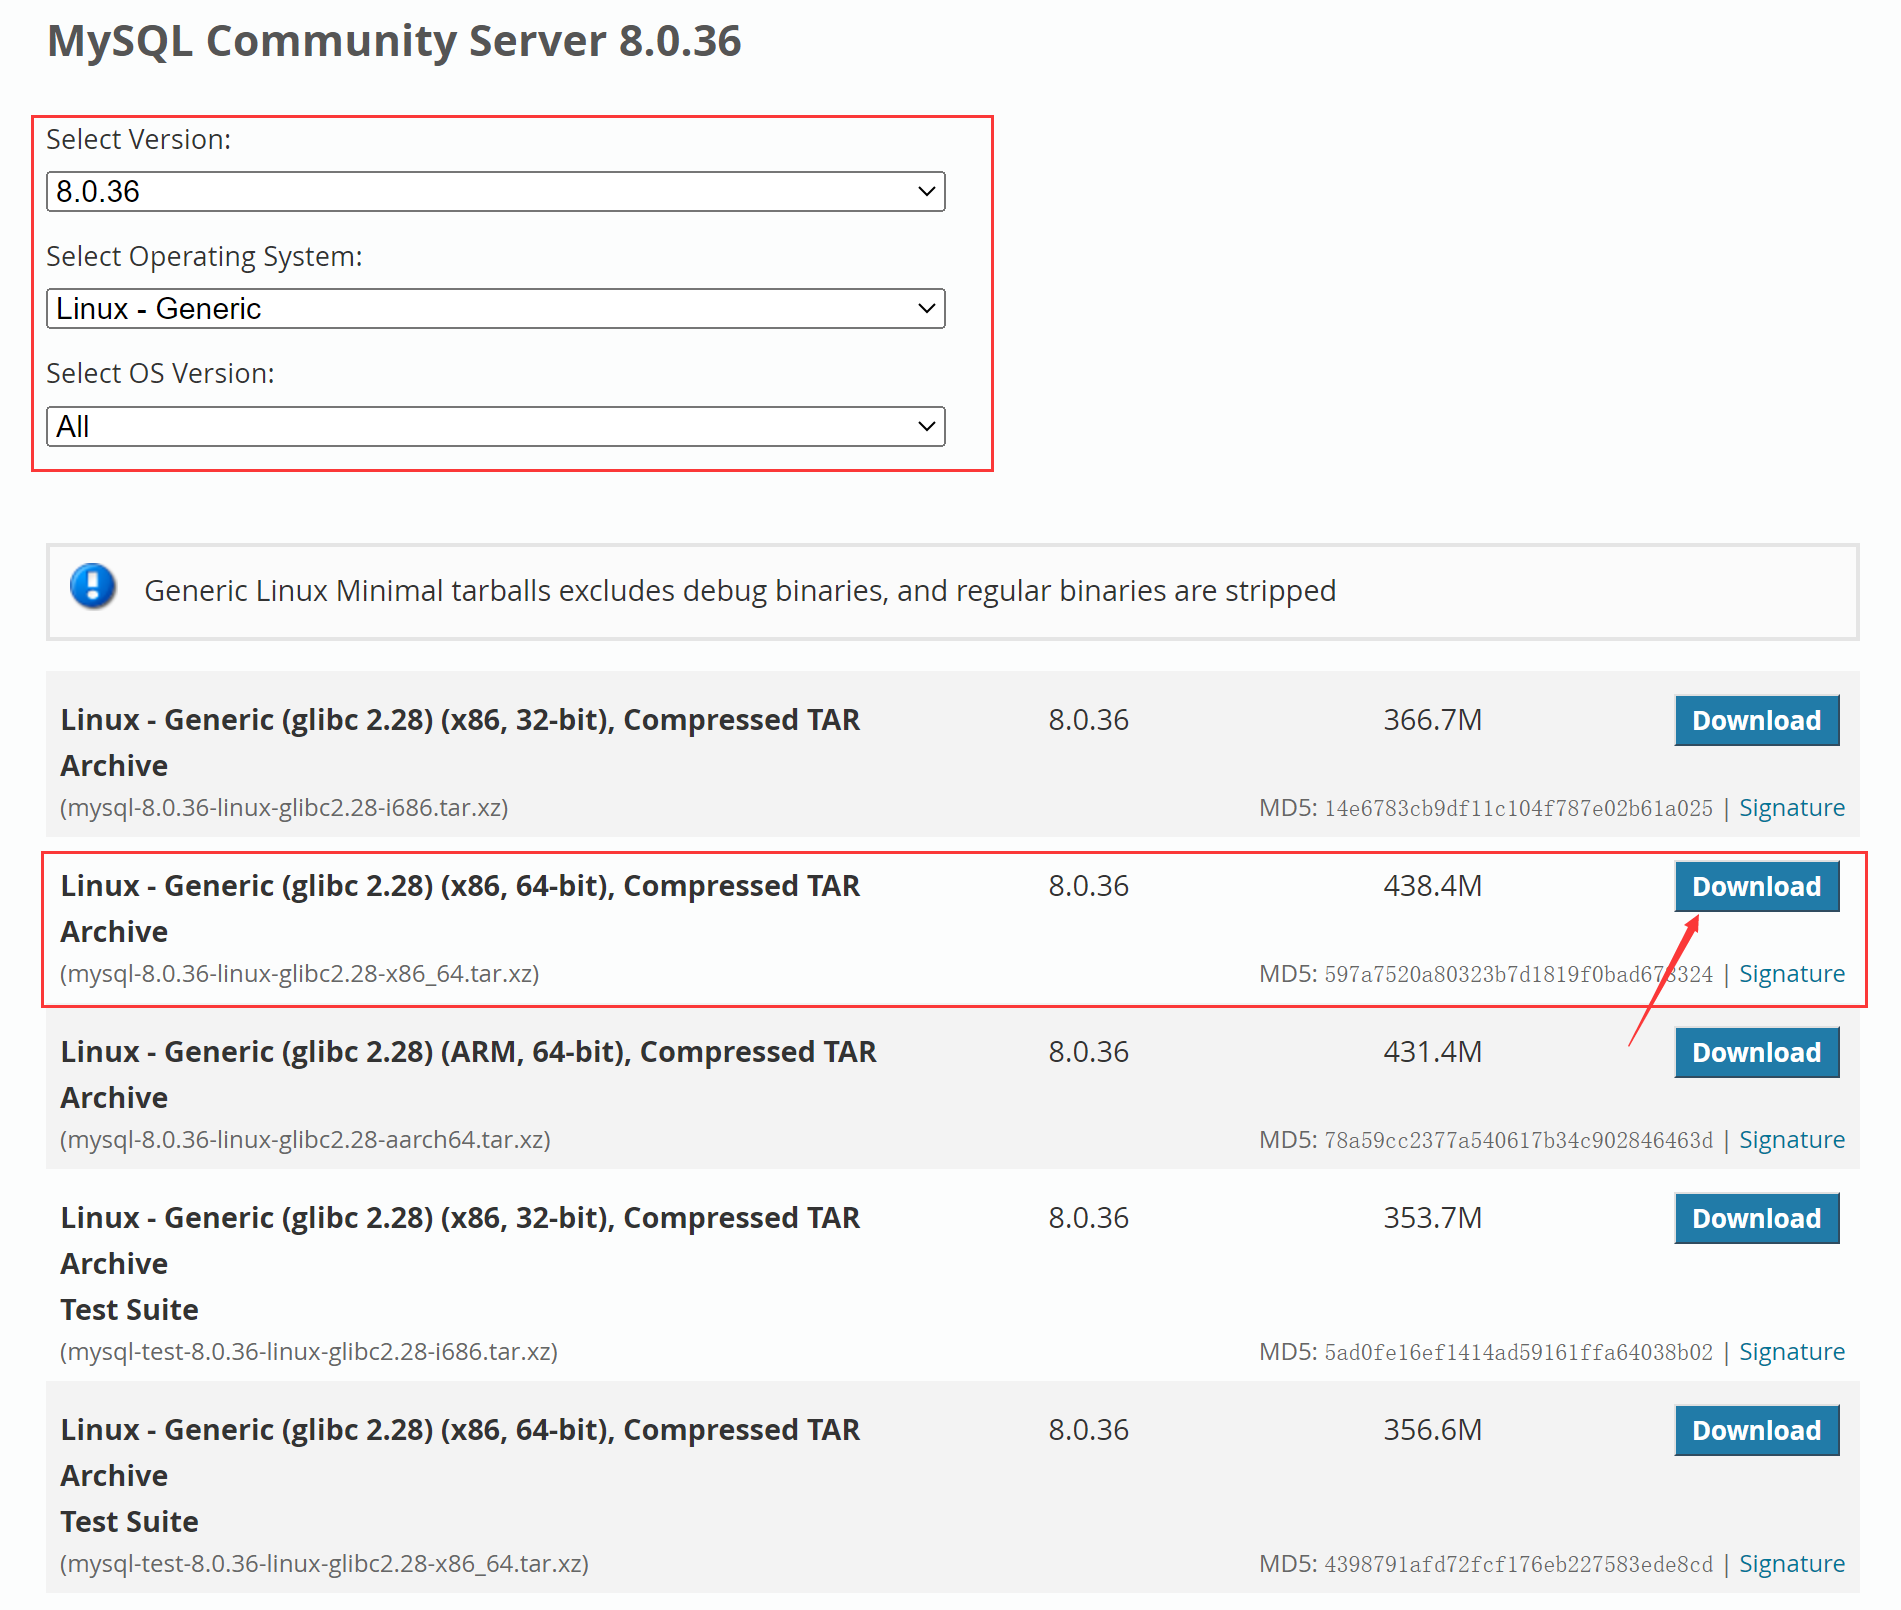 MySQL Community Server 8.0.36
Select Version:
8.0.36
Select Operating System:
Linux - Generic
Select OS Version:
All
Generic Linux Minimal tarballs excludes debug binaries, and regular binaries are stripped
Linux - Generic (glibc 2.28) (x86, 32-bit), Compressed TAR 8.0.36 366.7M Download
Archive
(mysql-8.0.36-linux-glibc2.28-i686.tar.xz) MD5: 14e6783cb9df11c104f787e02b61a025 | Signature
Linux - Generic (glibc 2.28) (x86, 64-bit), Compressed TAR 8.0.36 438.4M Download
Archive
(mysql-8.0.36-linux-glibc2.28-x86_64.tar.xz) MD5: 597a7520a80323b7d1819f0bad678324 | Signature
Linux - Generic (glibc 2.28) (ARM, 64-bit), Compressed TAR 8.0.36 431.4M Download
Archive
(mysql-8.0.36-linux-glibc2.28-aarch64.tar.xz) MD5: 78a59cc2377a540617b34c902846463d | Signature
Linux - Generic (glibc 2.28) (x86, 32-bit), Compressed TAR 8.0.36 353.7M Download
Archive
Test Suite
(mysql-test-8.0.36-linux-glibc2.28-i686.tar.xz) MD5: 5ad0fe16ef1414ad59161ffa64038b02 | Signature
Linux - Generic (glibc 2.28) (x86, 64-bit), Compressed TAR 8.0.36 356.6M Download
Archive
Test Suite
(mysql-test-8.0.36-linux-glibc2.28-x86_64.tar.xz) MD5: 4398791afd72fcf176eb227583ede8cd | Signature